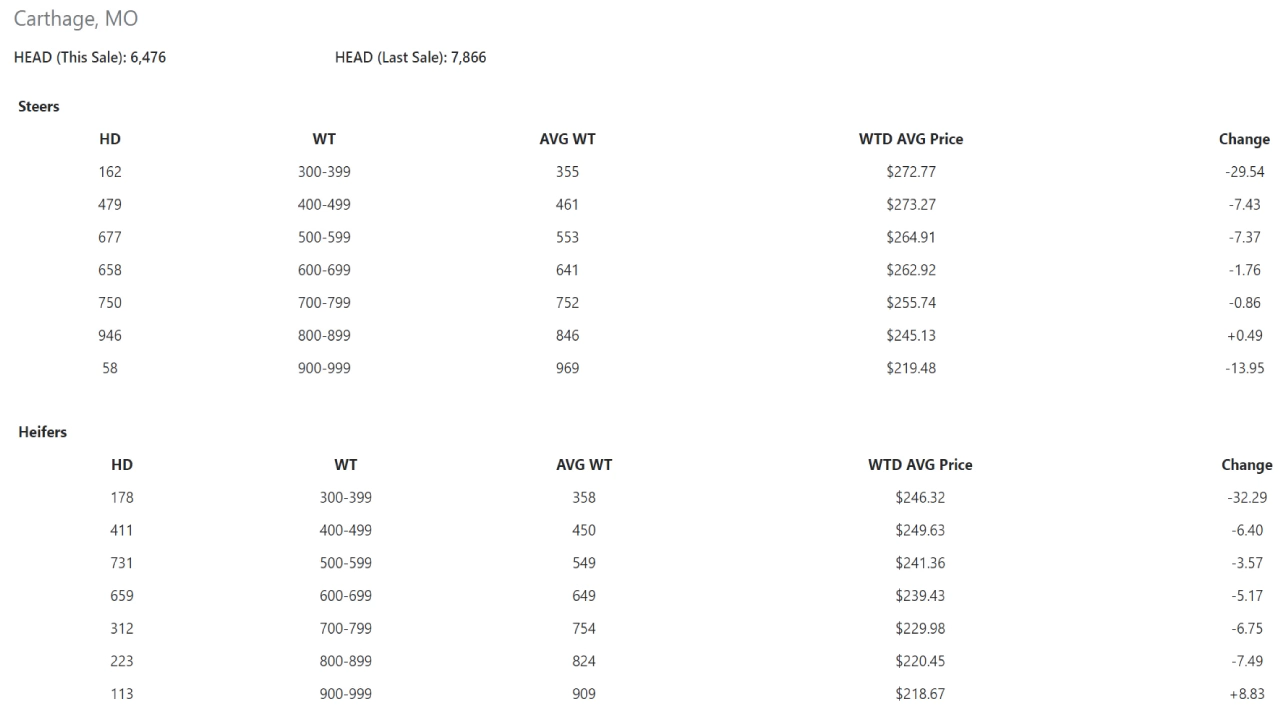 Carthage, MO
HEAD (This Sale): 6,476 HEAD (Last Sale): 7,866
Steers
HD WT AVG WT WTD AVG Price Change
162 300-399 355 $272.77 -29.54
479 400-499 461 $273.27 -7.43
677 500-599 553 $264.91 -7.37
658 600-699 641 $262.92 -1.76
750 700-799 752 $255.74 -0.86
946 800-899 846 $245.13 +0.49
58 900-999 969 $219.48 -13.95
Heifers
HD WT AVG WT WTD AVG Price Change
178 300-399 358 $246.32 -32.29
411 400-499 450 $249.63 -6.40
731 500-599 549 $241.36 -3.57
659 600-699 649 $239.43 -5.17
312 700-799 754 $229.98 -6.75
223 800-899 824 $220.45 -7.49
113 900-999 909 $218.67 +8.83